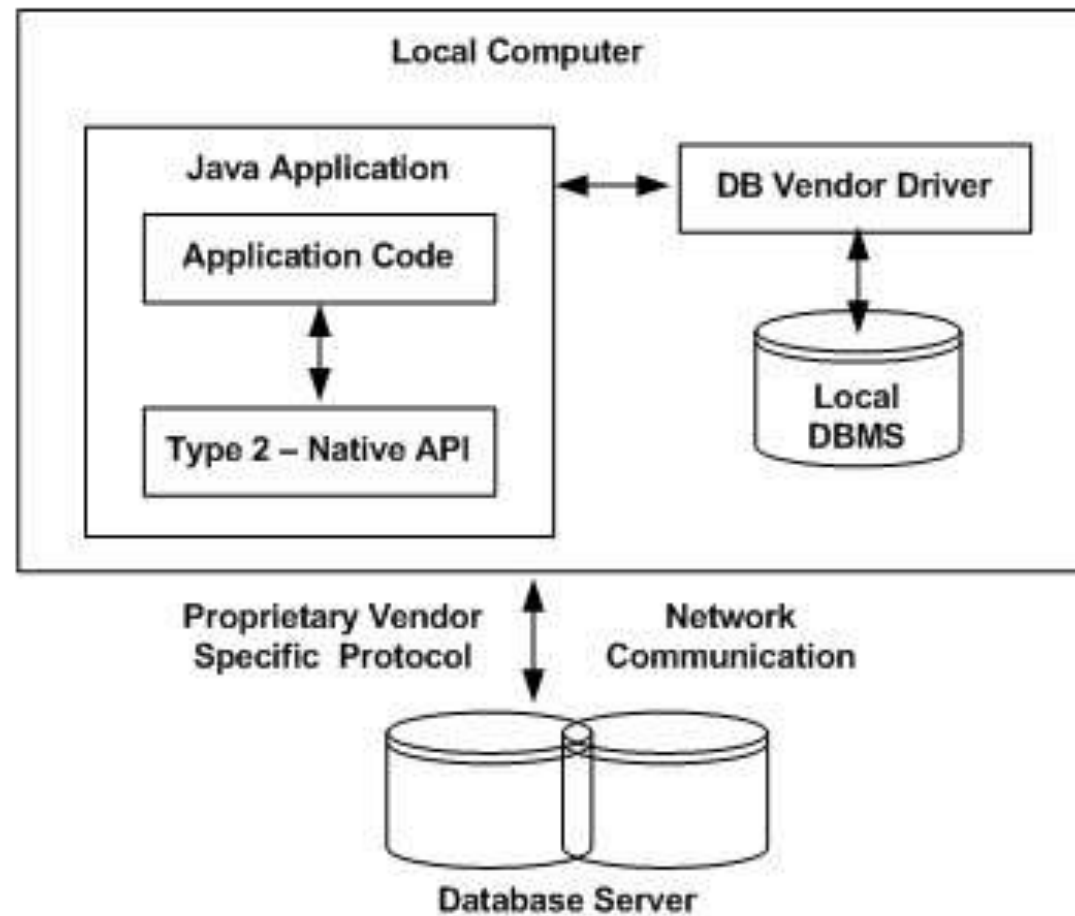 Local Computer
Java Application
DB Vendor Driver
Application Code
Type 2 – Native API
Local
DBMS
Proprietary Vendor
Specific Protocol
Network
Communication
Database Server